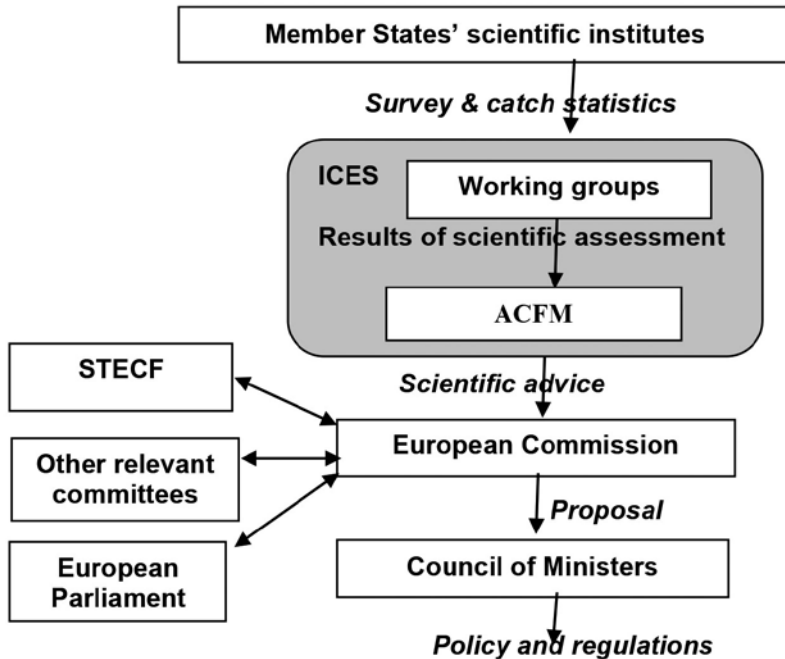 Member States’ scientific institutes
Survey & catch statistics
ICES
Working groups
Results of scientific assessment
ACFM
Scientific advice
STECF
European Commission
Other relevant
committees
Proposal
European
Parliament
Council of Ministers
Policy and regulations